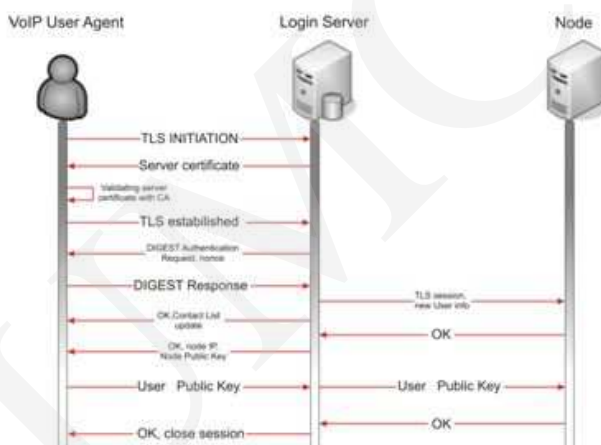 VoIP User Agent
Login Server
Node
TLS INITIATION
Server certificate
Validating server
certificate with CA
TLS estabilished
DIGEST Authentication
Request, nonce
DIGEST Response
TLS session,
new User info
OK,Contact List
update
OK
OK, node IP,
Node Public Key
User Public Key
User Public Key
OK
OK, close session